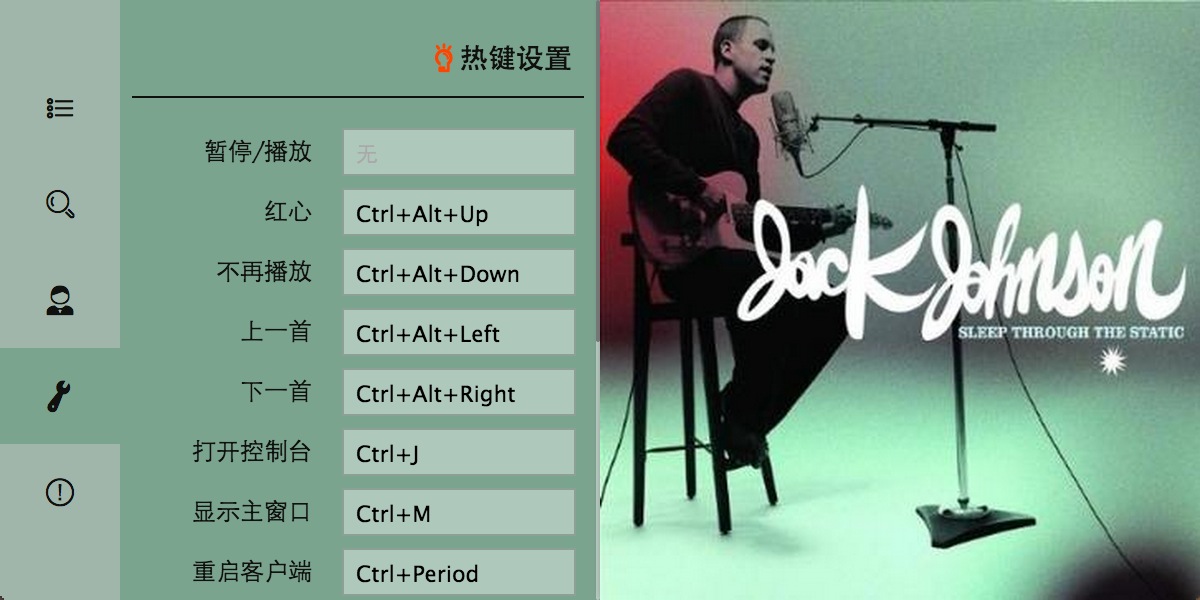 热键设置
暂停/播放 无
红心 Ctrl+Alt+Up
不再播放 Ctrl+Alt+Down
上一首 Ctrl+Alt+Left
下一首 Ctrl+Alt+Right
打开控制台 Ctrl+J
显示主窗口 Ctrl+M
重启客户端 Ctrl+Period
Jack Johnson
SLEEP THROUGH THE STATIC